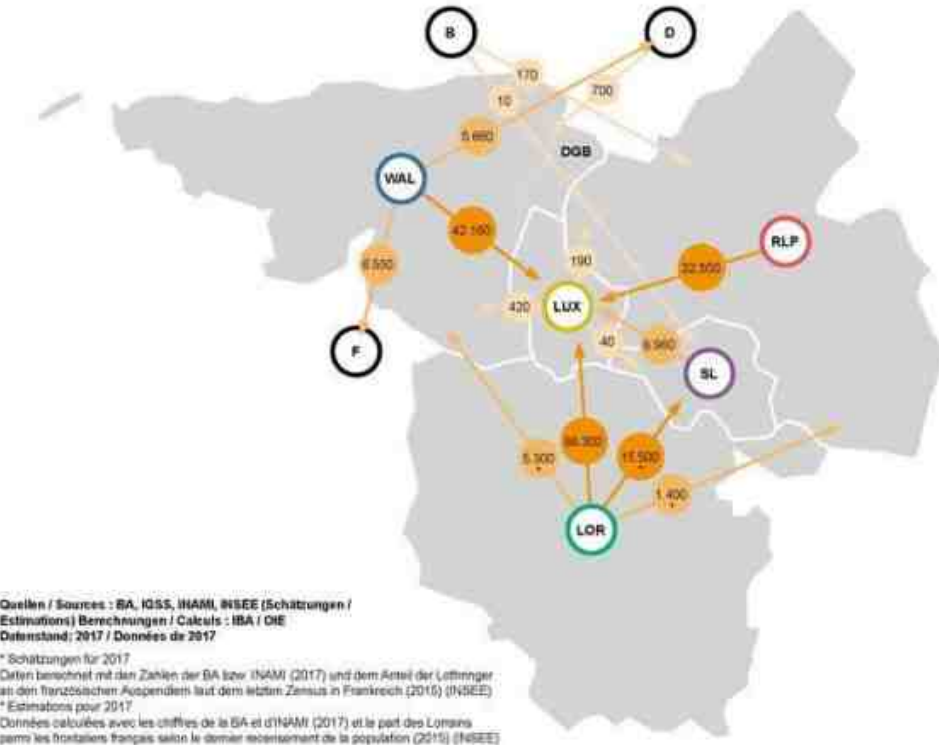 B
D
170
10
700
5.660
DGB
WAL
42.160
RLP
190
6.550
32.500
LUX
420
40
8.960
F
SL
5.300
*
15.500
*
1.400
*
LOR
Quellen / Sources : BA, IGSS, INAMI, INSEE (Schätzungen /
Estimations) Berechnungen / Calculs : IBA / OIE
Datenstand: 2017 / Données de 2017
* Schätzungen für 2017
Daten berechnet mit den Zahlen der BA bzw. INAMI (2017) und dem Anteil der Lothringer
an den französischen Auspendlern laut dem letzten Zensus in Frankreich (2015) (INSEE)
* Estimations pour 2017
Données calculées avec les chiffres de la BA et d'INAMI (2017) et la part des Lorrains
parmi les frontaliers français selon le dernier recensement de la population (2015) (INSEE)